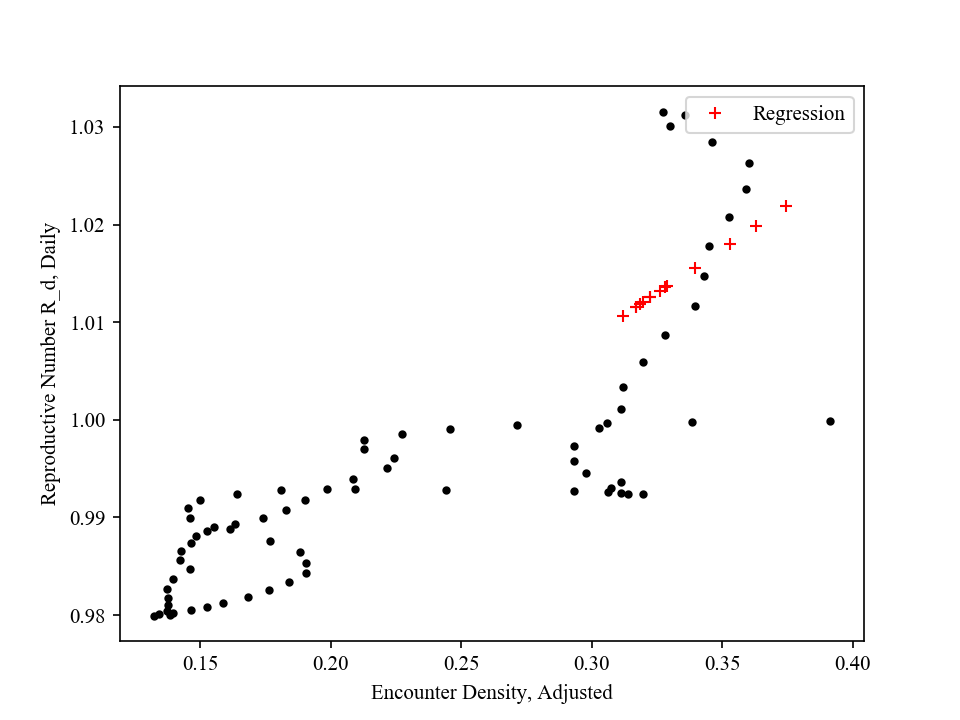 Regression
1.03
1.02
1.01
1.00
0.99
0.98
Reproductive Number R_d, Daily
0.15 0.20 0.25 0.30 0.35 0.40
Encounter Density, Adjusted